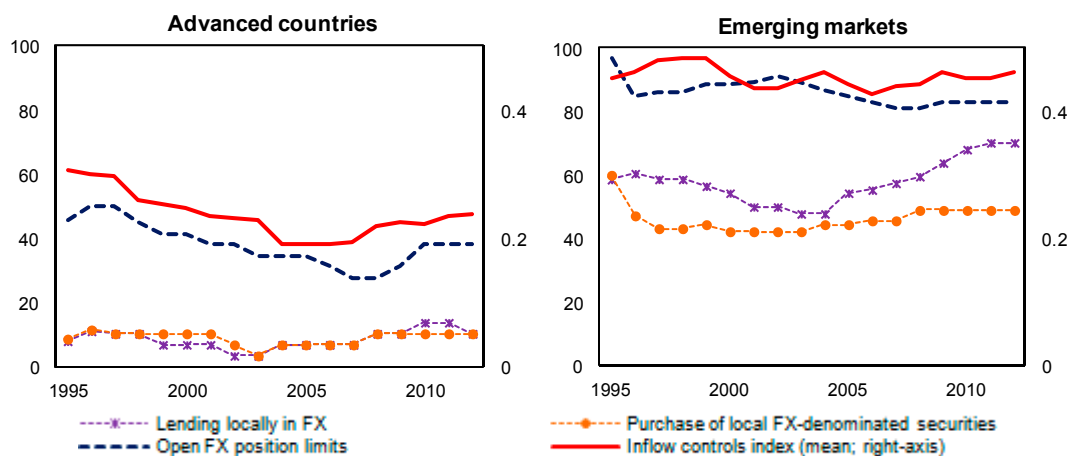 Advanced countries
Emerging markets
100
80
60
40
20
0
0.4
0.2
0
1995 2000 2005 2010
100
80
60
40
20
0
0.4
0.2
0
1995 2000 2005 2010
Lending locally in FX
Purchase of local FX-denominated securities
Open FX position limits
Inflow controls index (mean; right-axis)